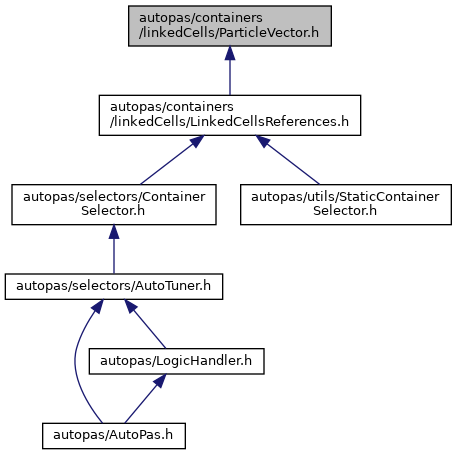 autopas/containers
/linkedCells/ParticleVector.h
autopas/containers
/linkedCells/LinkedCellsReferences.h
autopas/selectors/Container
Selector.h
autopas/utils/StaticContainer
Selector.h
autopas/selectors/AutoTuner.h
autopas/LogicHandler.h
autopas/AutoPas.h